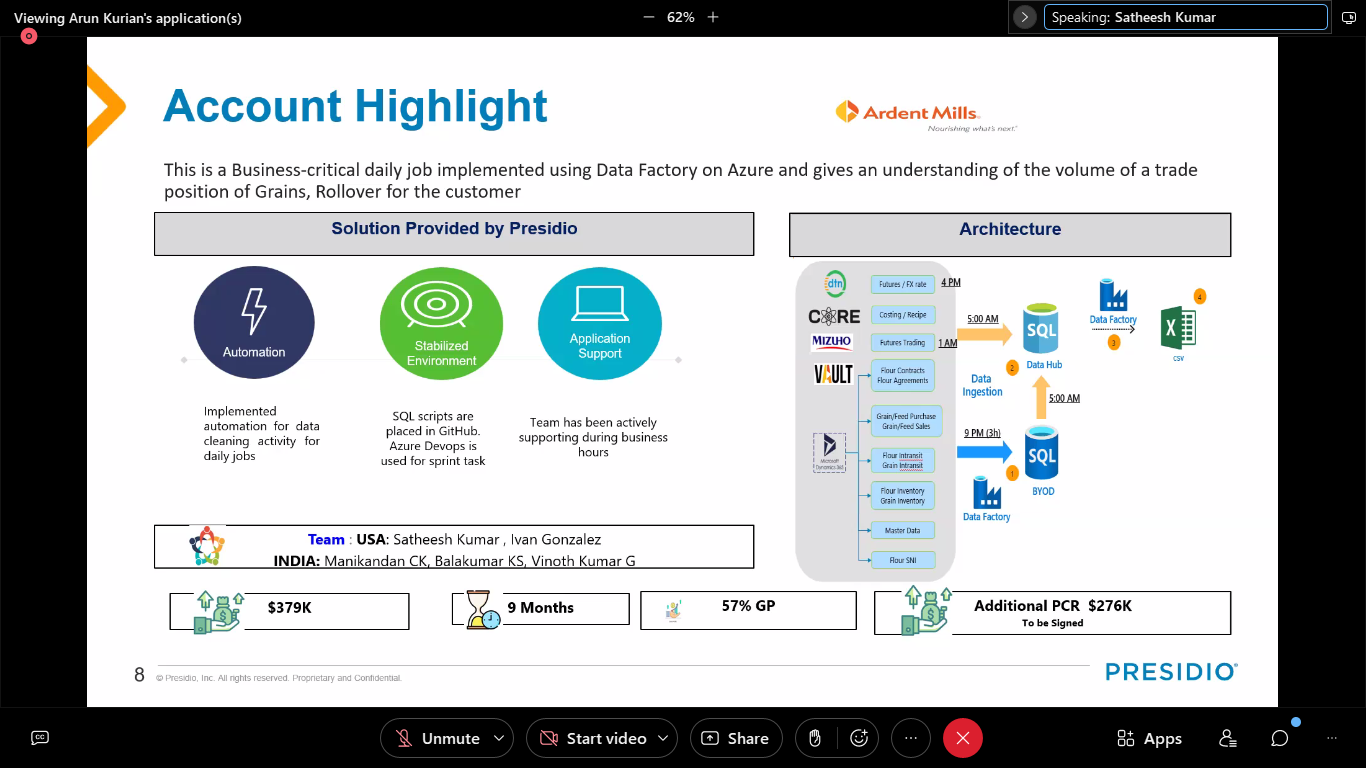 Viewing Arun Kurian's application(s)
62%
Speaking: Satheesh Kumar
Account Highlight
Ardent Mills
Nourishing what's next.
This is a Business-critical daily job implemented using Data Factory on Azure and gives an understanding of the volume of a trade
position of Grains, Rollover for the customer
Solution Provided by Presidio
Automation
Stabilized
Environment
Application
Support
Implemented
automation for data
cleaning activity for
daily jobs
SQL scripts are
placed in GitHub.
Azure Devops is
used for sprint task
Team has been actively
supporting during business
hours
Team : USA: Satheesh Kumar , Ivan Gonzalez
INDIA: Manikandan CK, Balakumar KS, Vinoth Kumar G
Architecture
dtn
Futures / FX rate
4 PM
CORE
Costing / Recipe
MIZUHO
Futures Trading
1 AM
VAULT
Flour Contracts
Flour Agreements
Grain/Feed Purchase
Grain/Feed Sales
Microsoft
Dynamics 365
Flour Intransit
Grain Intransit
Flour Inventory
Grain Inventory
Master Data
Flour SNI
5:00 AM
SQL
2
Data Hub
Data
Ingestion
5:00 AM
9 PM (3h)
SQL
1
BYOD
Data Factory
Data Factory
3
4
X
csv
$379K
9 Months
57% GP
Additional PCR $276K
To be Signed
8
© Presidio, Inc. All rights reserved. Proprietary and Confidential.
PRESIDIO
CC
Unmute
Start video
Share
Apps